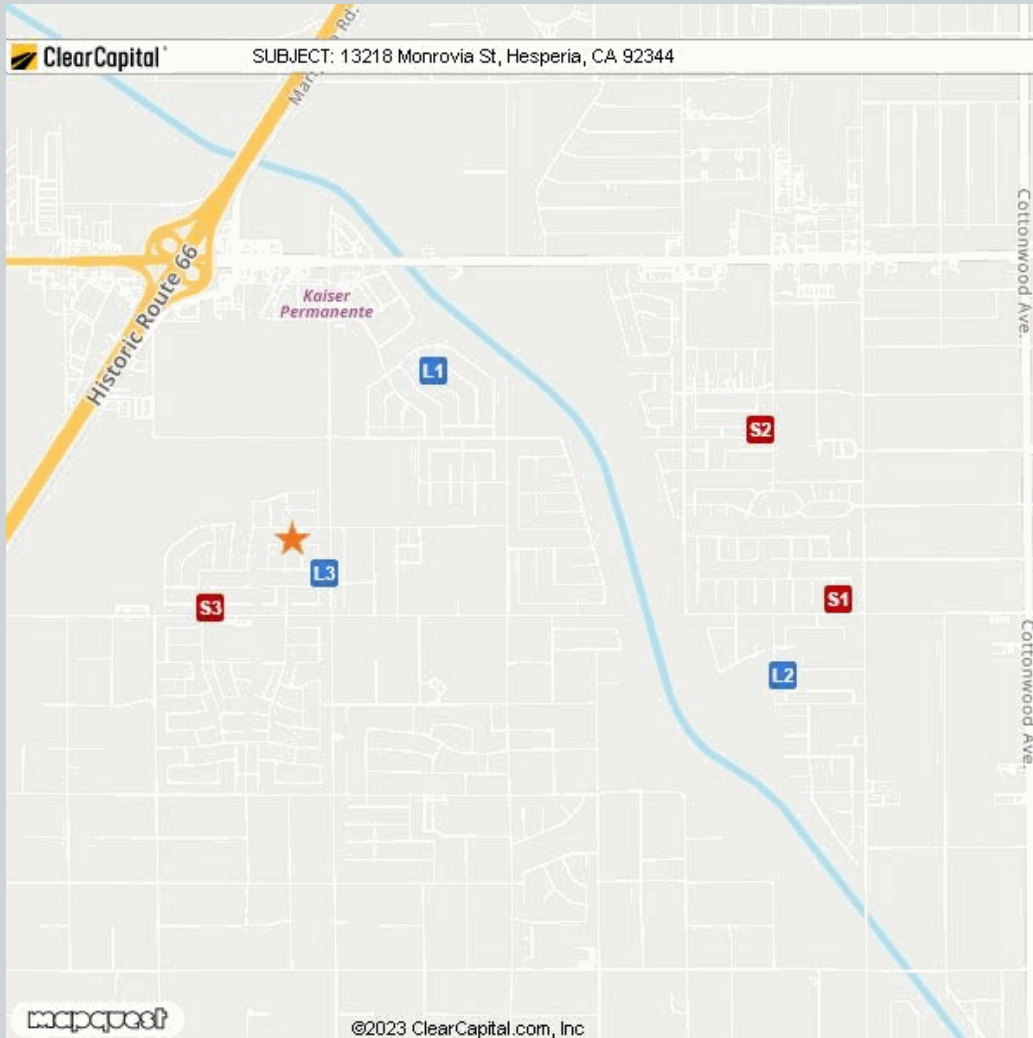 ClearCapital
SUBJECT: 13218 Monrovia St, Hesperia, CA 92344
Rd.
Historic Route 66
Kaiser
Permanente
Cottonwood Ave.
L1
S2
L3
S3
S1
L2
Cottonwood Ave.
mapquest
©2023 ClearCapital.com, Inc